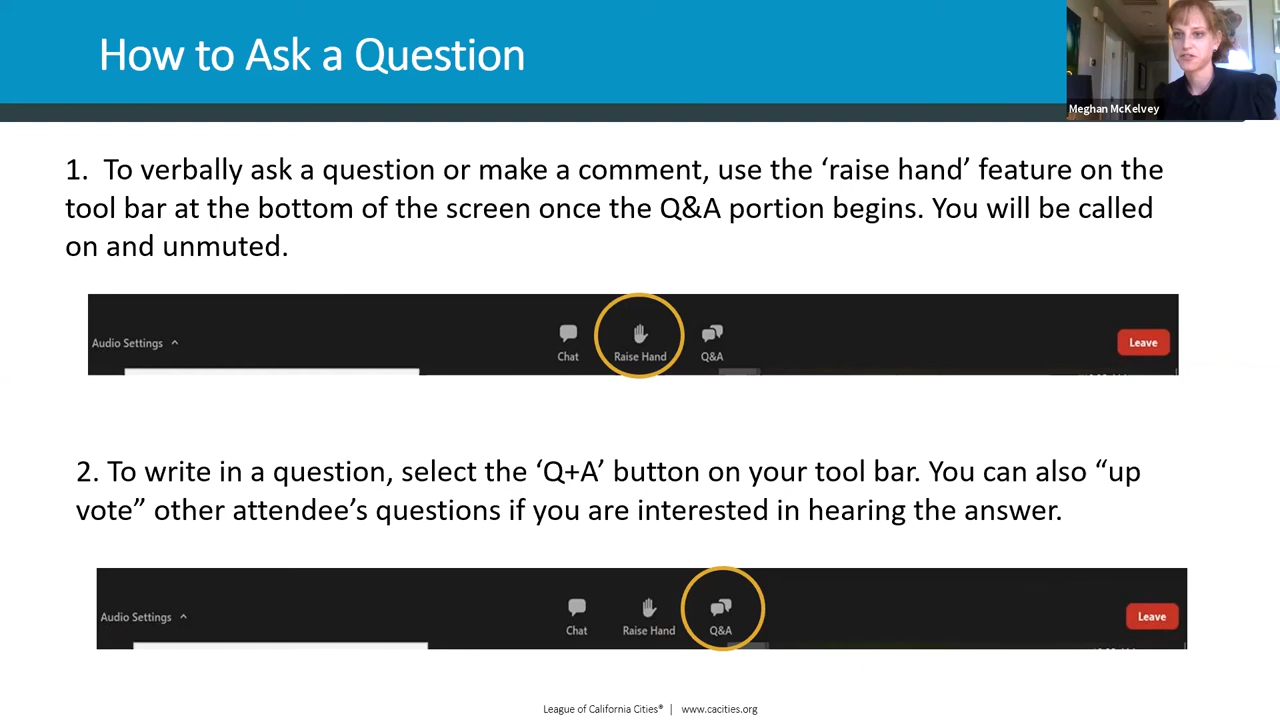 How to Ask a Question
Meghan McKelvey
1. To verbally ask a question or make a comment, use the ‘raise hand’ feature on the
tool bar at the bottom of the screen once the Q&A portion begins. You will be called
on and unmuted.
Audio Settings ^
Chat
Raise Hand
Q&A
Leave
2. To write in a question, select the ‘Q+A’ button on your tool bar. You can also “up
vote” other attendee’s questions if you are interested in hearing the answer.
Audio Settings ^
Chat
Raise Hand
Q&A
Leave
League of California Cities® | www.cacities.org